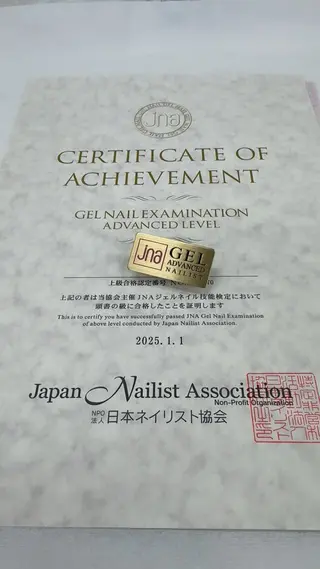 Jna
CERTIFICATE OF
ACHIEVEMENT
GEL NAIL EXAMINATION
ADVANCED LEVEL
Jna
GEL
ADVANCED
NAILIST
上級合格認定番号
上記の者は当協会主催JNAジェルネイル技能検定において
頭書の級に合格したことを証明します
This is to certify you have successfully passed JNA Gel Nail Examination
of above level conducted by Japan Nailist Association.
2025.1.1
Japan Nailist Association
Non-Profit Organization
NPO法人日本ネイリスト協会